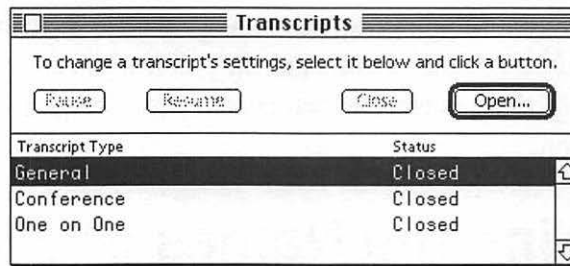 Transcripts
To change a transcript's settings, select it below and click a button.
Pause Resume Close Open...
Transcript Type Status
General Closed
Conference Closed
One on One Closed